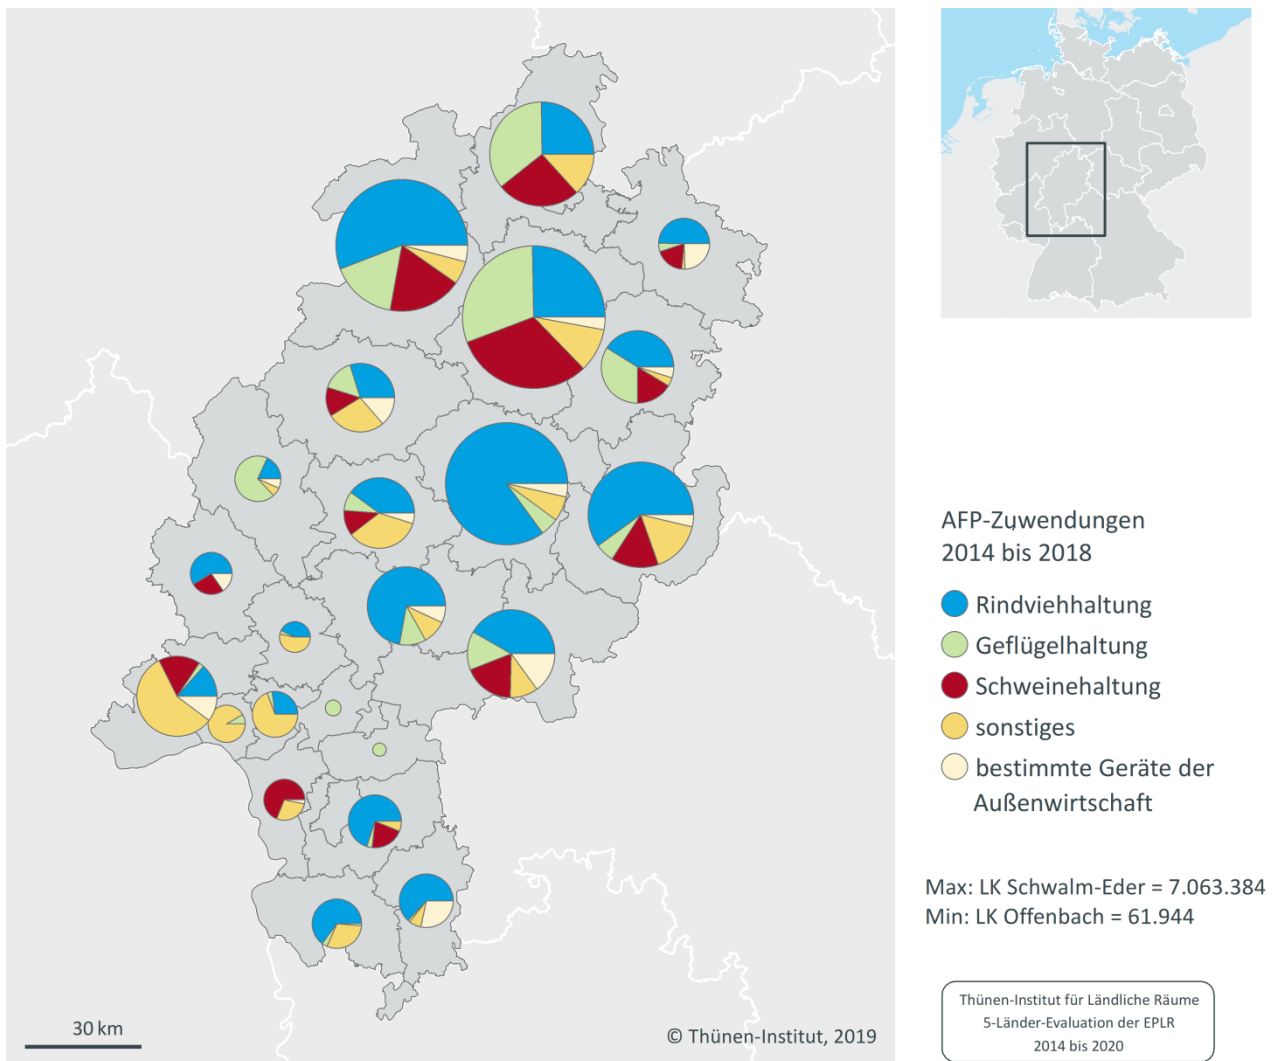 AFP-Zuwendungen
2014 bis 2018
Rindviehhaltung
Geflügelhaltung
Schweinehaltung
sonstiges
bestimmte Geräte der
Außenwirtschaft
Max: LK Schwalm-Eder = 7.063.384
Min: LK Offenbach = 61.944
30 km
© Thünen-Institut, 2019
Thünen-Institut für Ländliche Räume
5-Länder-Evaluation der EPLR
2014 bis 2020